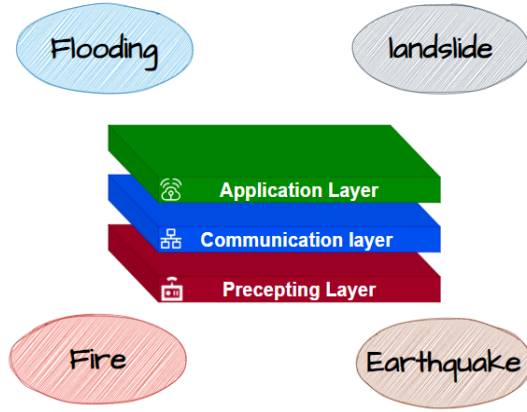 Flooding
landslide
Application Layer
Communication layer
Precepting Layer
Fire
Earthquake